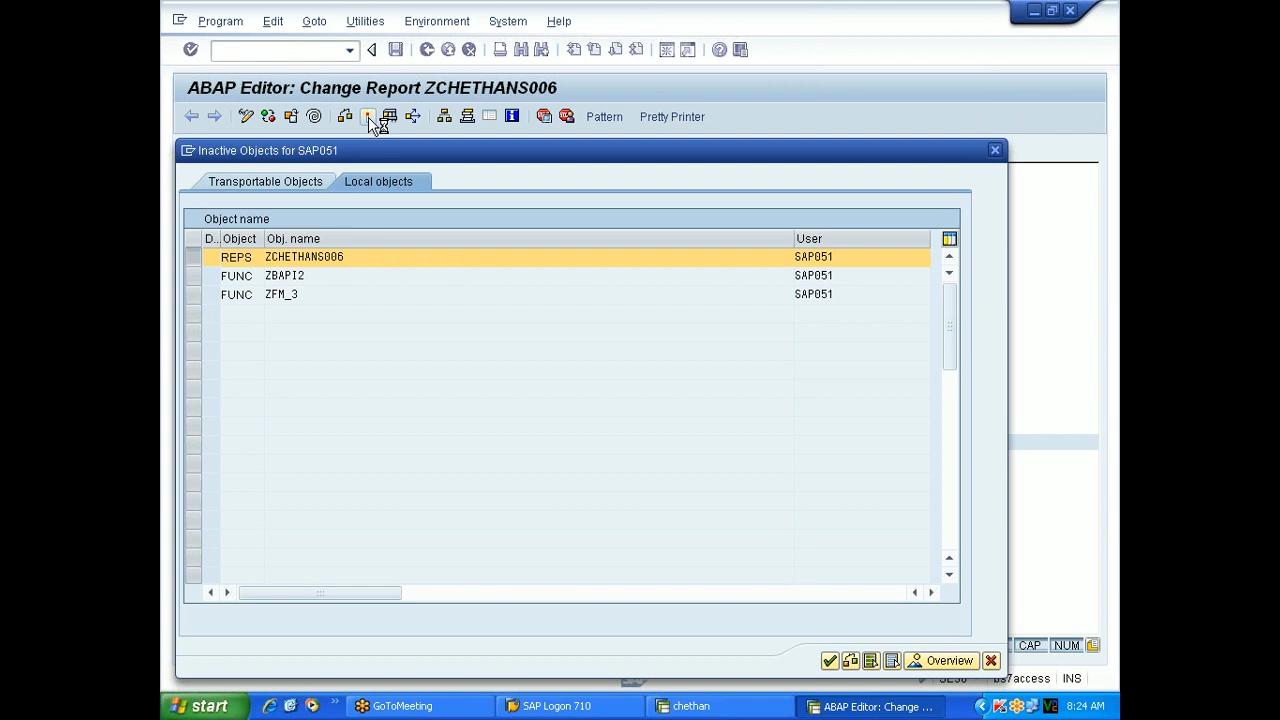 Program Edit Goto Utilities Environment System Help
ABAP Editor: Change Report ZCHETHANS006
Pattern Pretty Printer
Inactive Objects for SAP051
Transportable Objects Local objects
Object name
D.. Object Obj. name User
REPS ZCHETHANS006 SAP051
FUNC ZBAPI2 SAP051
FUNC ZFM_3 SAP051
CAP NUM
Overview
INS
start GoToMeeting SAP Logon 710 chethan ABAP Editor: Change ... 8:24 AM